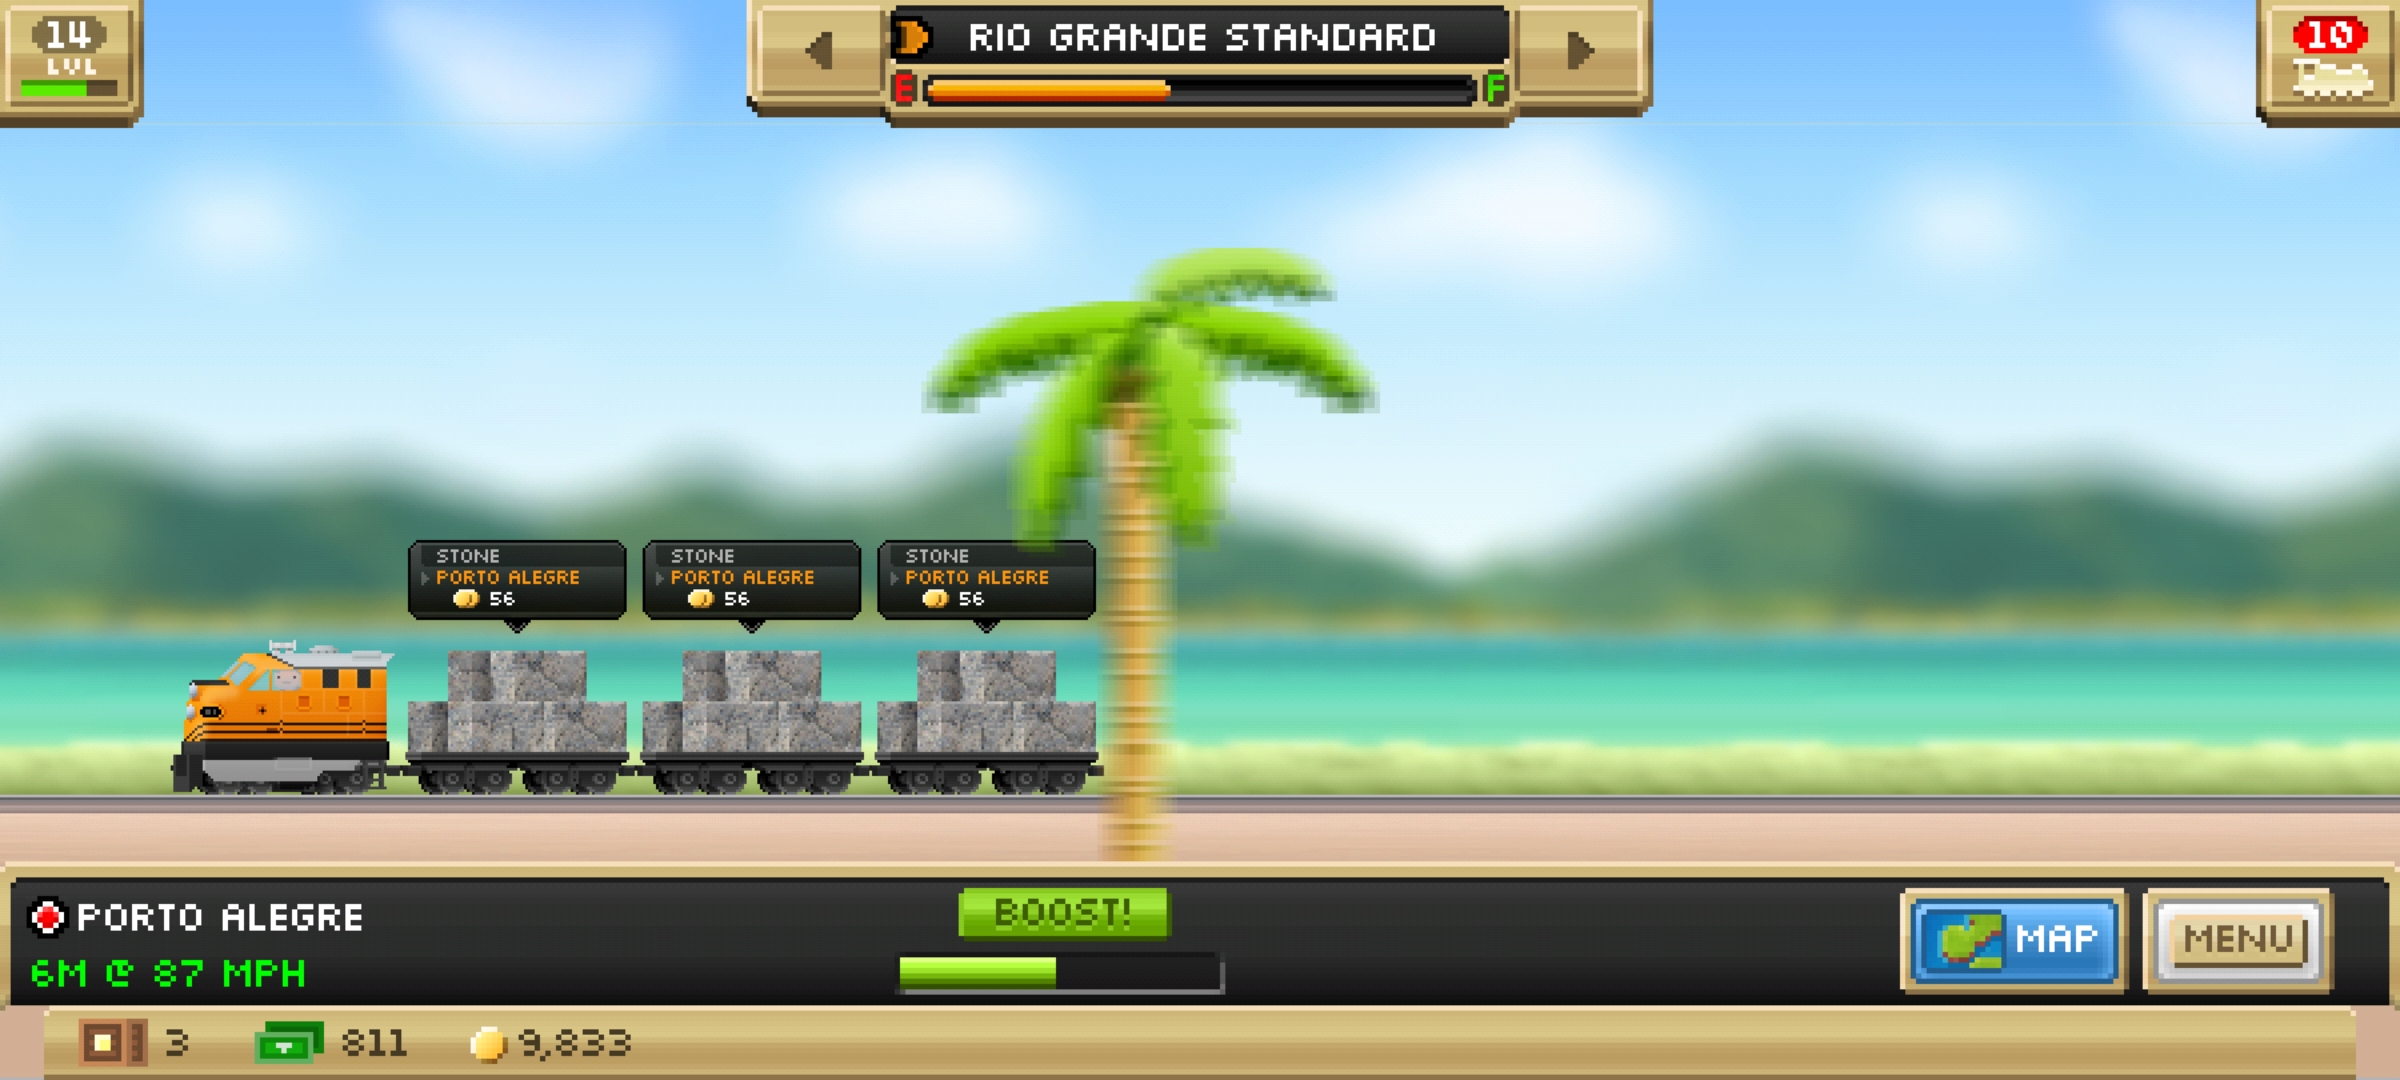 14
LVL
RIO GRANDE STANDARD
E F
10
STONE
PORTO ALEGRE
56
STONE
PORTO ALEGRE
56
STONE
PORTO ALEGRE
56
PORTO ALEGRE
6M @ 87 MPH
BOOST!
MAP
MENU
3
811
9,833